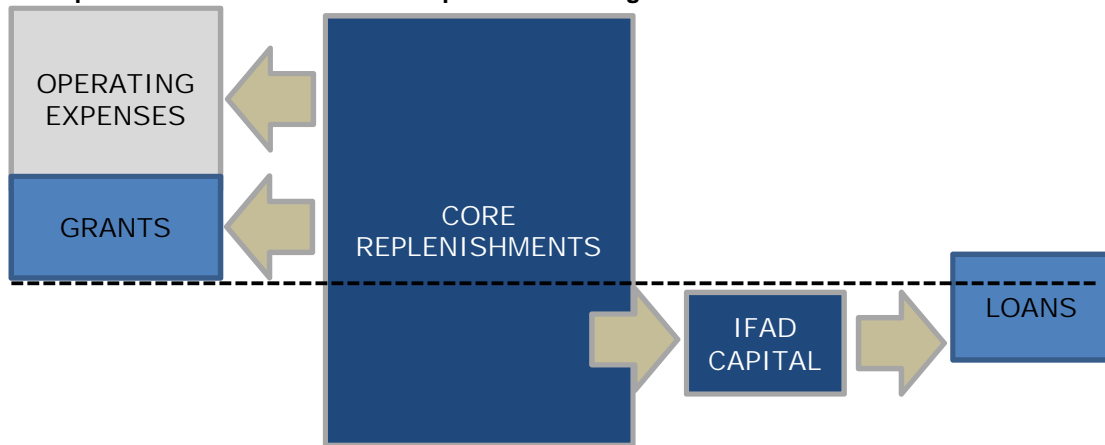 OPERATING
EXPENSES
GRANTS
CORE
REPLENISHMENTS
IFAD
CAPITAL
LOANS